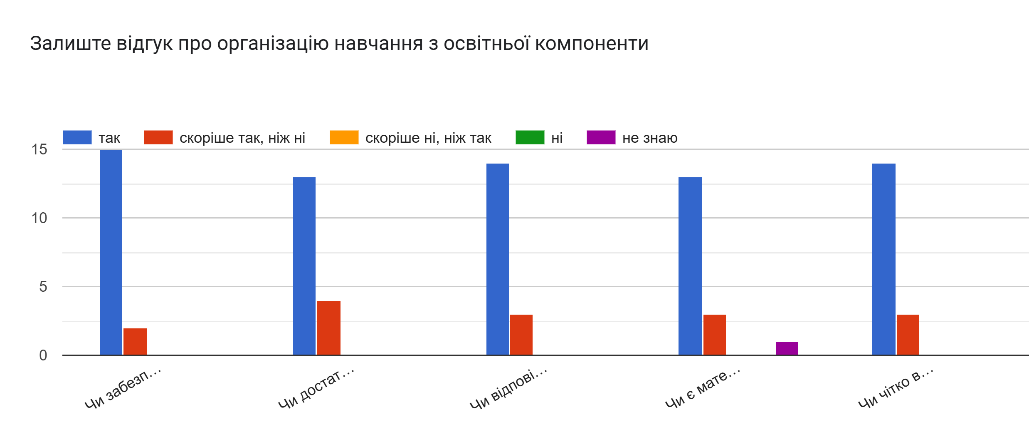 Залиште відгук про організацію навчання з освітньої компоненти
так скоріше так, ніж ні скоріше ні, ніж так ні не знаю
15
10
5
0
Чи забезп… Чи достат… Чи відпові… Чи є мате… Чи чітко в…